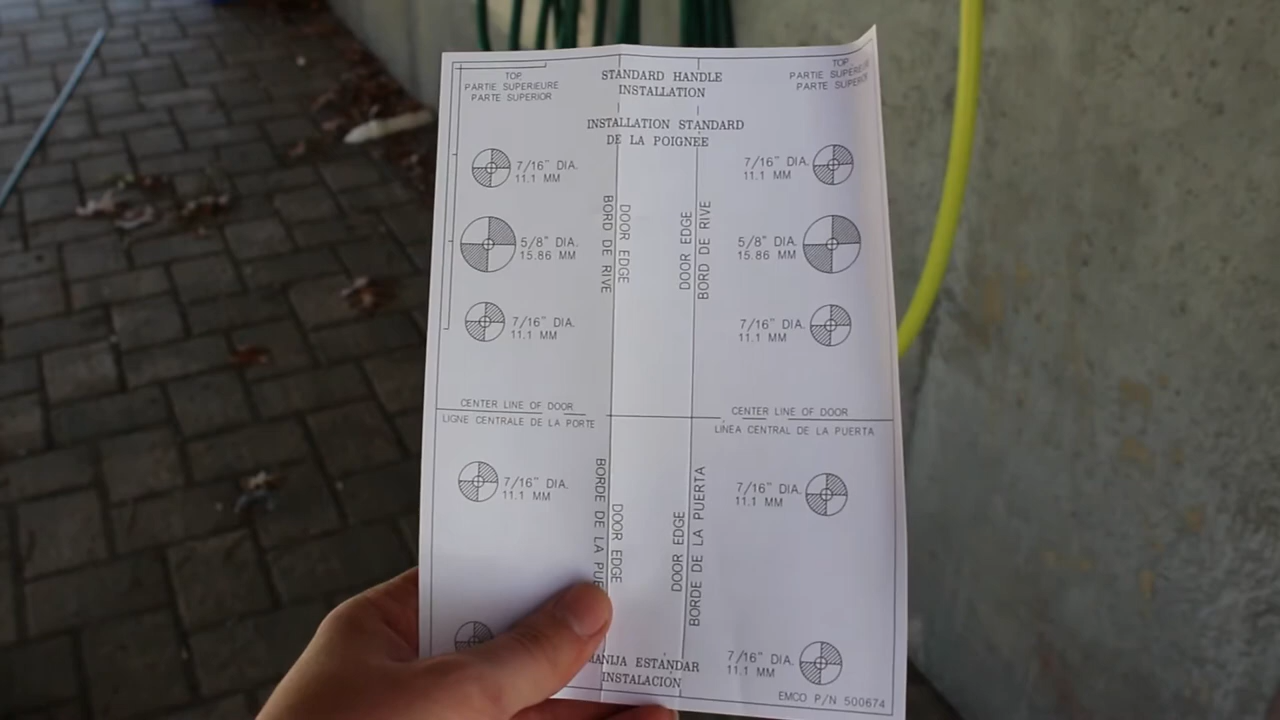 TOP
PARTIE SUPERIEURE
PARTE SUPERIOR
STANDARD HANDLE
INSTALLATION
TOP
PARTIE SUPERIEURE
PARTE SUPERIOR
INSTALLATION STANDARD
DE LA POIGNEE
7/16" DIA.
11.1 MM
7/16" DIA.
11.1 MM
5/8" DIA.
15.86 MM
BORD DE RIVE
DOOR EDGE
DOOR EDGE
BORD DE RIVE
5/8" DIA.
15.86 MM
7/16" DIA.
11.1 MM
7/16" DIA.
11.1 MM
CENTER LINE OF DOOR
LIGNE CENTRALE DE LA PORTE
CENTER LINE OF DOOR
LINEA CENTRAL DE LA PUERTA
7/16" DIA.
11.1 MM
BORDE DE LA
DOOR EDGE
DOOR EDGE
BORDE DE LA PUERTA
7/16" DIA.
11.1 MM
ESTÁNDAR
INSTALACIÓN
7/16" DIA.
11.1 MM
EMCO P/N 500674